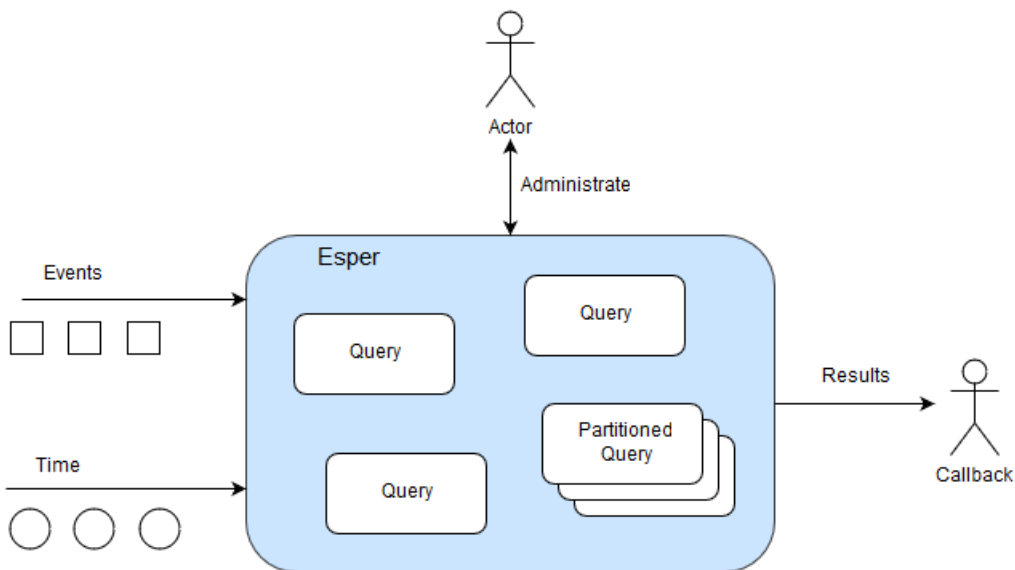 Actor
Administrate
Esper
Events
Query
Query
Results
Partitioned
Query
Callback
Time
Query